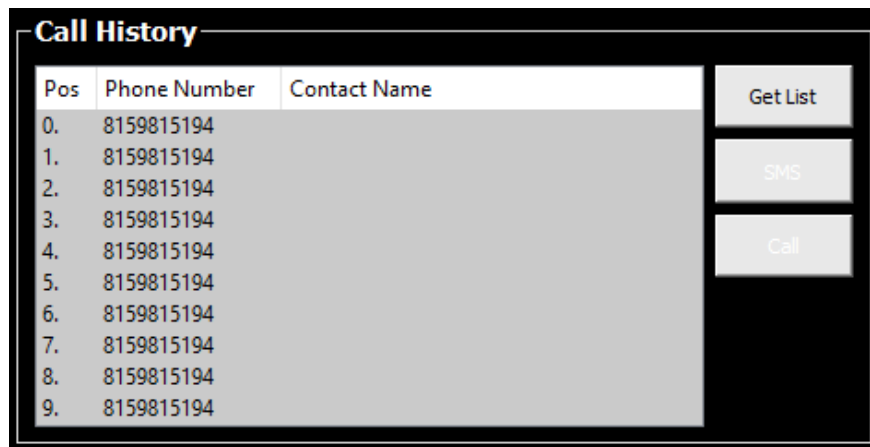 Call History
Pos Phone Number Contact Name
Get List
0. 8159815194
1. 8159815194
2. 8159815194
SMS
3. 8159815194
4. 8159815194
Call
5. 8159815194
6. 8159815194
7. 8159815194
8. 8159815194
9. 8159815194